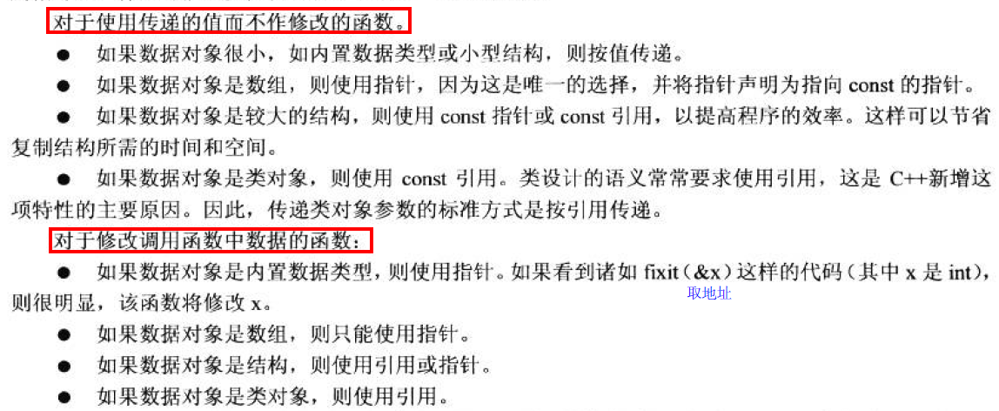 对于使用传递的值而不作修改的函数。
● 如果数据对象很小，如内置数据类型或小型结构，则按值传递。
● 如果数据对象是数组，则使用指针，因为这是唯一的选择，并将指针声明为指向 const 的指针。
● 如果数据对象是较大的结构，则使用 const 指针或 const 引用，以提高程序的效率。这样可以节省
复制结构所需的时间和空间。
● 如果数据对象是类对象，则使用 const 引用。类设计的语义常常要求使用引用，这是 C++新增这
项特性的主要原因。因此，传递类对象参数的标准方式是按引用传递。
对于修改调用函数中数据的函数：
● 如果数据对象是内置数据类型，则使用指针。如果看到诸如 fixit（&x）这样的代码（其中 x 是 int），
取地址
则很明显，该函数将修改 x。
● 如果数据对象是数组，则只能使用指针。
● 如果数据对象是结构，则使用引用或指针。
● 如果数据对象是类对象，则使用引用。